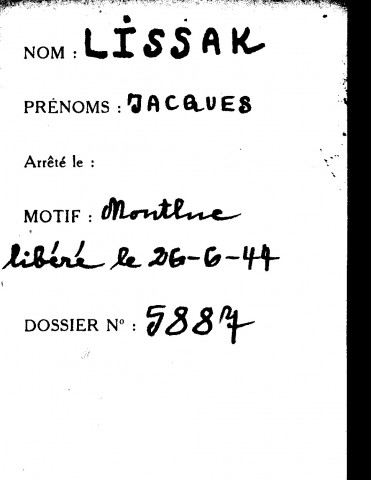 NOM : LISSAK
PRÉNOMS : JACQUES
Arrêté le :
MOTIF : Montluc
libéré le 26-6-44
DOSSIER N° : 5887